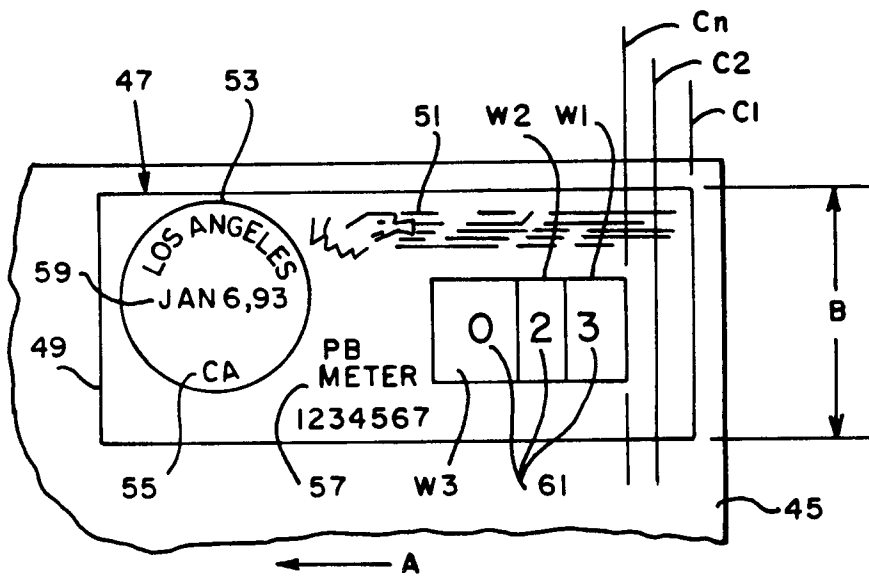 Cn
C2
C1
47
53
51
W2
W1
LOS ANGELES
59
JAN 6,93
0
2
3
B
49
PB
METER
CA
1234567
55
57
W3
61
45
A